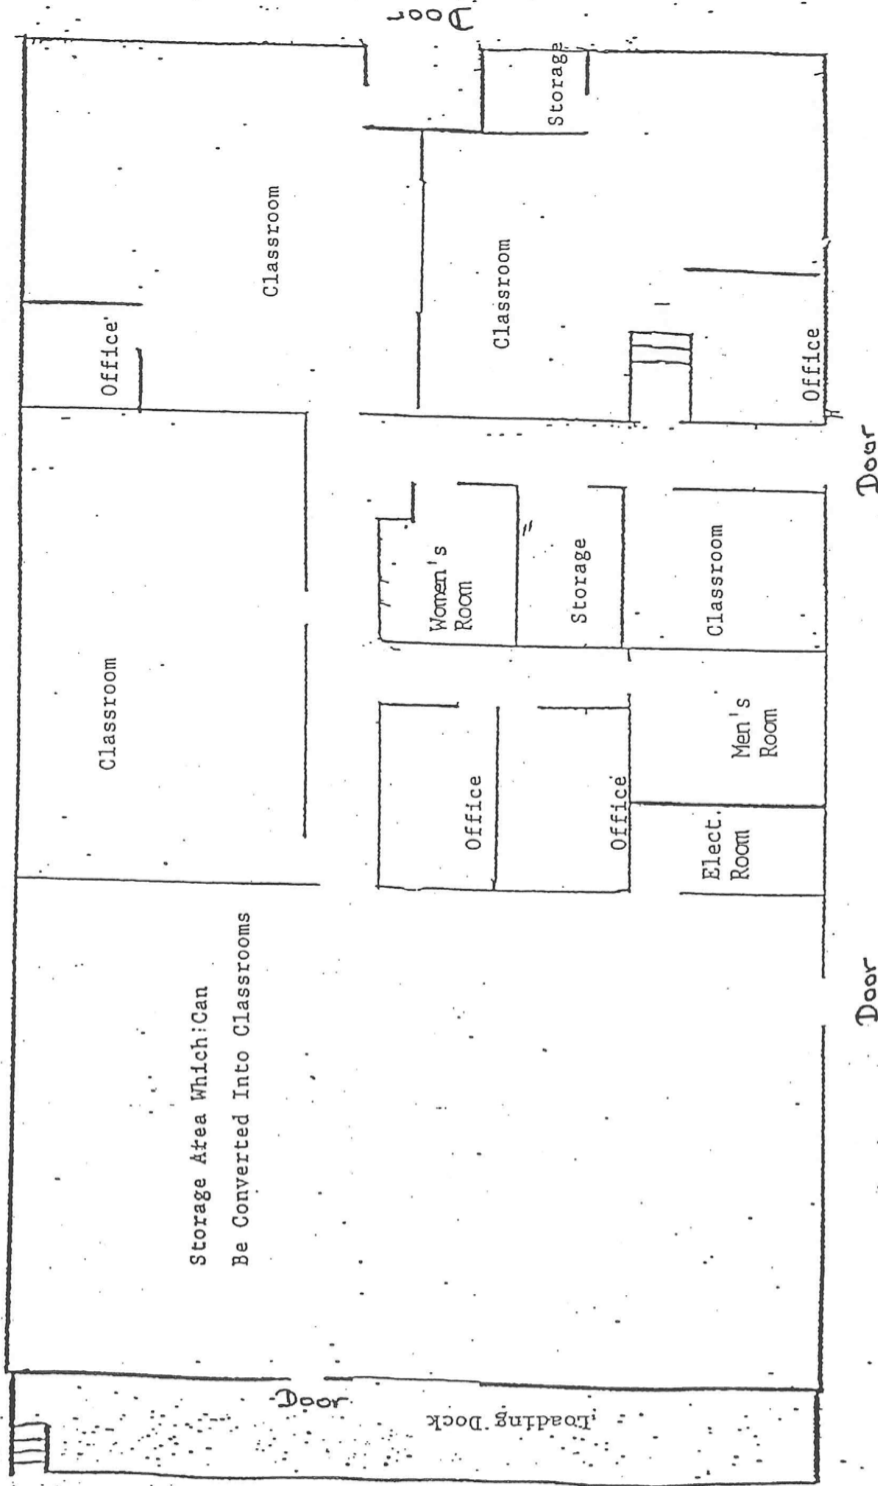 Door
Storage
Classroom
Classroom
Office
Office
Door
Women's
Room
Storage
Classroom
Classroom
Men's
Room
Office
Office
Elect.
Room
Storage Area Which Can
Be Converted Into Classrooms
Door
Door
Loading Dock